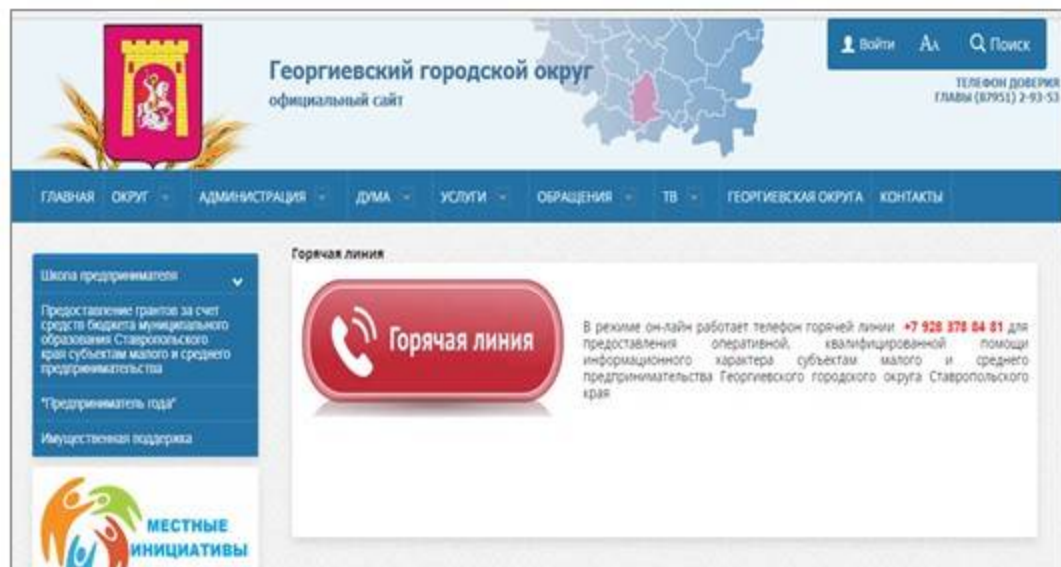 Георгиевский городской округ
официальный сайт
Войти Аа Поиск
ТЕЛЕФОН ДОВЕРИЯ
ГЛАВЫ (87951) 2-93-53
ГЛАВНАЯ ОКРУГ АДМИНИСТРАЦИЯ ДУМА УСЛУГИ ОБРАЩЕНИЯ ТВ ГЕОРГИЕВСКАЯ ОКРУГА КОНТАКТЫ
Школа предпринимателя
Предоставление грантов за счет
средств бюджета муниципального
образования Ставропольского
края субъектам малого и среднего
предпринимательства
"Предприниматель года"
Имущественная поддержка
МЕСТНЫЕ
ИНИЦИАТИВЫ
Горячая линия
Горячая линия
В режиме он-лайн работает телефон горячей линии +7 928 378 84 81 для
предоставления оперативной, квалифицированной помощи
информационного характера субъектам малого и среднего
предпринимательства Георгиевского городского округа Ставропольского
края